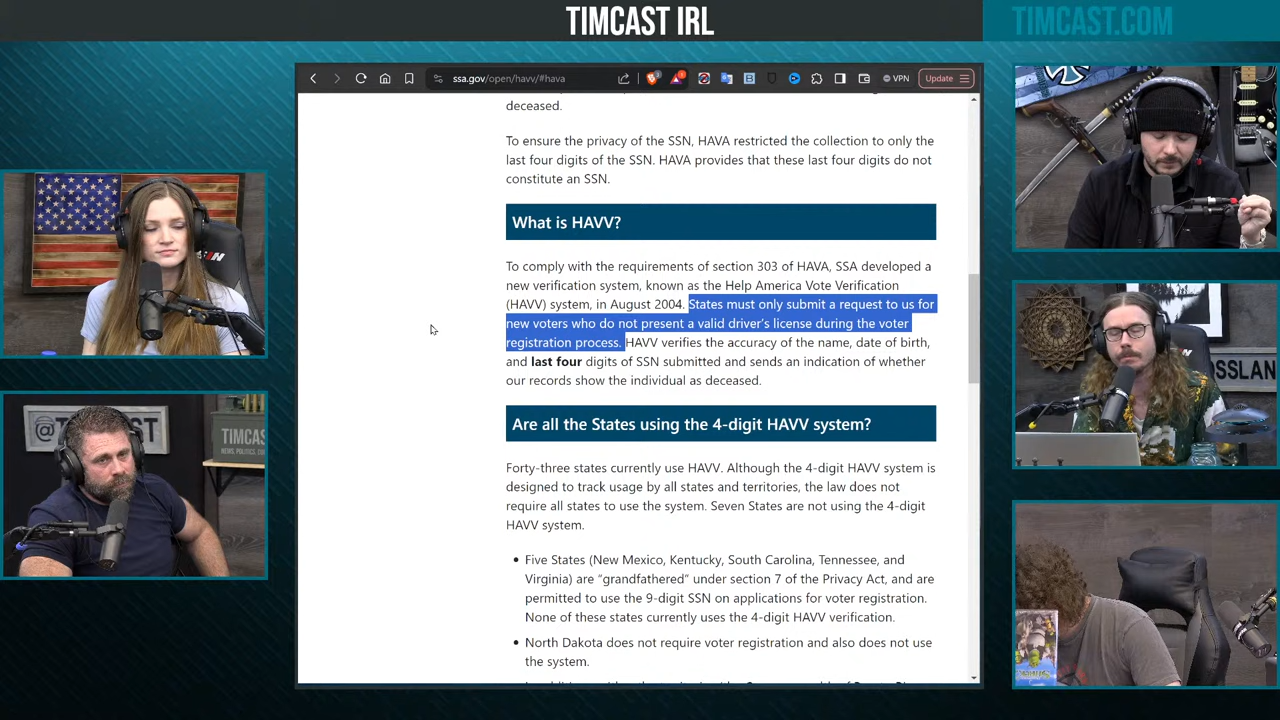 TIMCAST IRL
TIMCAST.COM
ssa.gov/open/havv/#hava
VPN
Update
deceased.
To ensure the privacy of the SSN, HAVA restricted the collection to only the
last four digits of the SSN. HAVA provides that these last four digits do not
constitute an SSN.
What is HAVV?
To comply with the requirements of section 303 of HAVA, SSA developed a
new verification system, known as the Help America Vote Verification
(HAVV) system, in August 2004. States must only submit a request to us for
new voters who do not present a valid driver's license during the voter
registration process. HAVV verifies the accuracy of the name, date of birth,
and last four digits of SSN submitted and sends an indication of whether
our records show the individual as deceased.
Are all the States using the 4-digit HAVV system?
Forty-three states currently use HAVV. Although the 4-digit HAVV system is
designed to track usage by all states and territories, the law does not
require all states to use the system. Seven States are not using the 4-digit
HAVV system.
• Five States (New Mexico, Kentucky, South Carolina, Tennessee, and
Virginia) are "grandfathered" under section 7 of the Privacy Act, and are
permitted to use the 9-digit SSN on applications for voter registration.
None of these states currently uses the 4-digit HAVV verification.
• North Dakota does not require voter registration and also does not use
the system.
TIMCAST